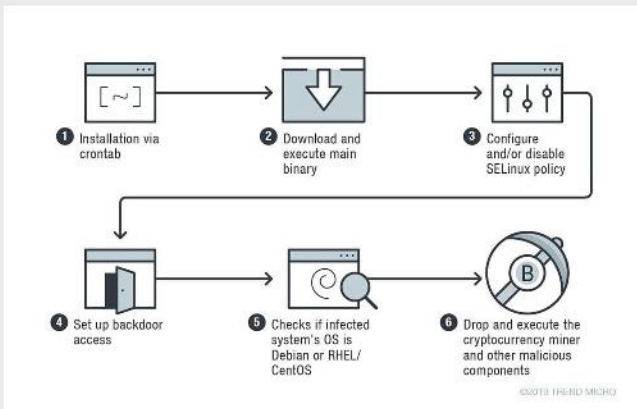 1 Installation via
crontab
2 Download and
execute main
binary
3 Configure
and/or disable
SELinux policy
4 Set up backdoor
access
5 Checks if infected
system's OS is
Debian or RHEL/
CentOS
B
6 Drop and execute the
cryptocurrency miner
and other malicious
components
©2019 TREND MICRO